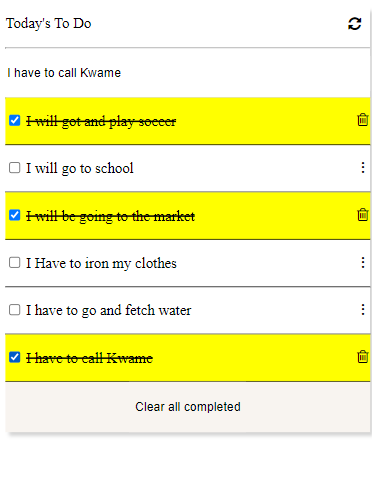 Today's To Do
I have to call Kwame
I will got and play soccer
I will go to school
I will be going to the market
I Have to iron my clothes
I have to go and fetch water
I have to call Kwame
Clear all completed